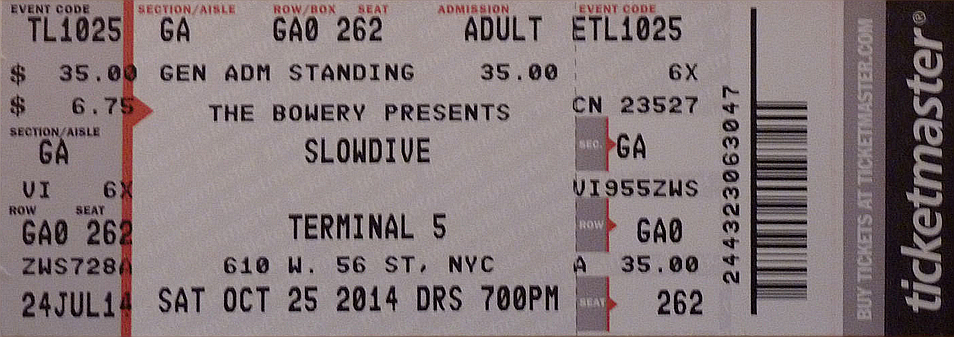 EVENT CODE SECTION/AISLE ROW/BOX SEAT ADMISSION EVENT CODE
TL1025 GA GA0 262 ADULT ETL1025
$ 35.00 GEN ADM STANDING 35.00 6X
$ 6.75 THE BOWERY PRESENTS CN 23527
SECTION/AISLE
GA SLOWDIVE SEC. GA
VI 6X VI955ZWS
ROW SEAT
GA0 262 TERMINAL 5 ROW GA0
ZWS728A 610 W. 56 ST, NYC A 35.00
24JUL14 SAT OCT 25 2014 DRS 700PM SEAT 262
244323063047
BUY TICKETS AT TICKETMASTER.COM
ticketmaster®